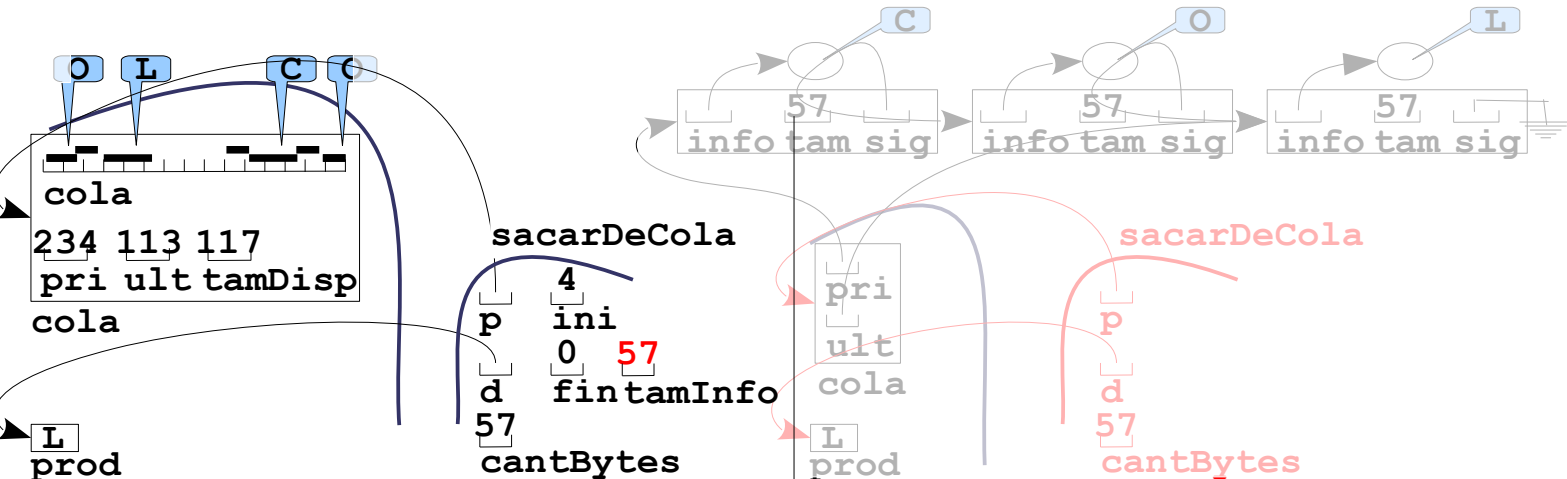 O L C O
cola
234 113 117
pri ult tamDisp
cola
L
prod
sacarDeCola
4
p ini
0 57
d fin tamInfo
57
cantBytes
C O L
57 57 57
info tam sig info tam sig info tam sig
pri
ult
cola
L
prod
sacarDeCola
p
d
57
cantBytes